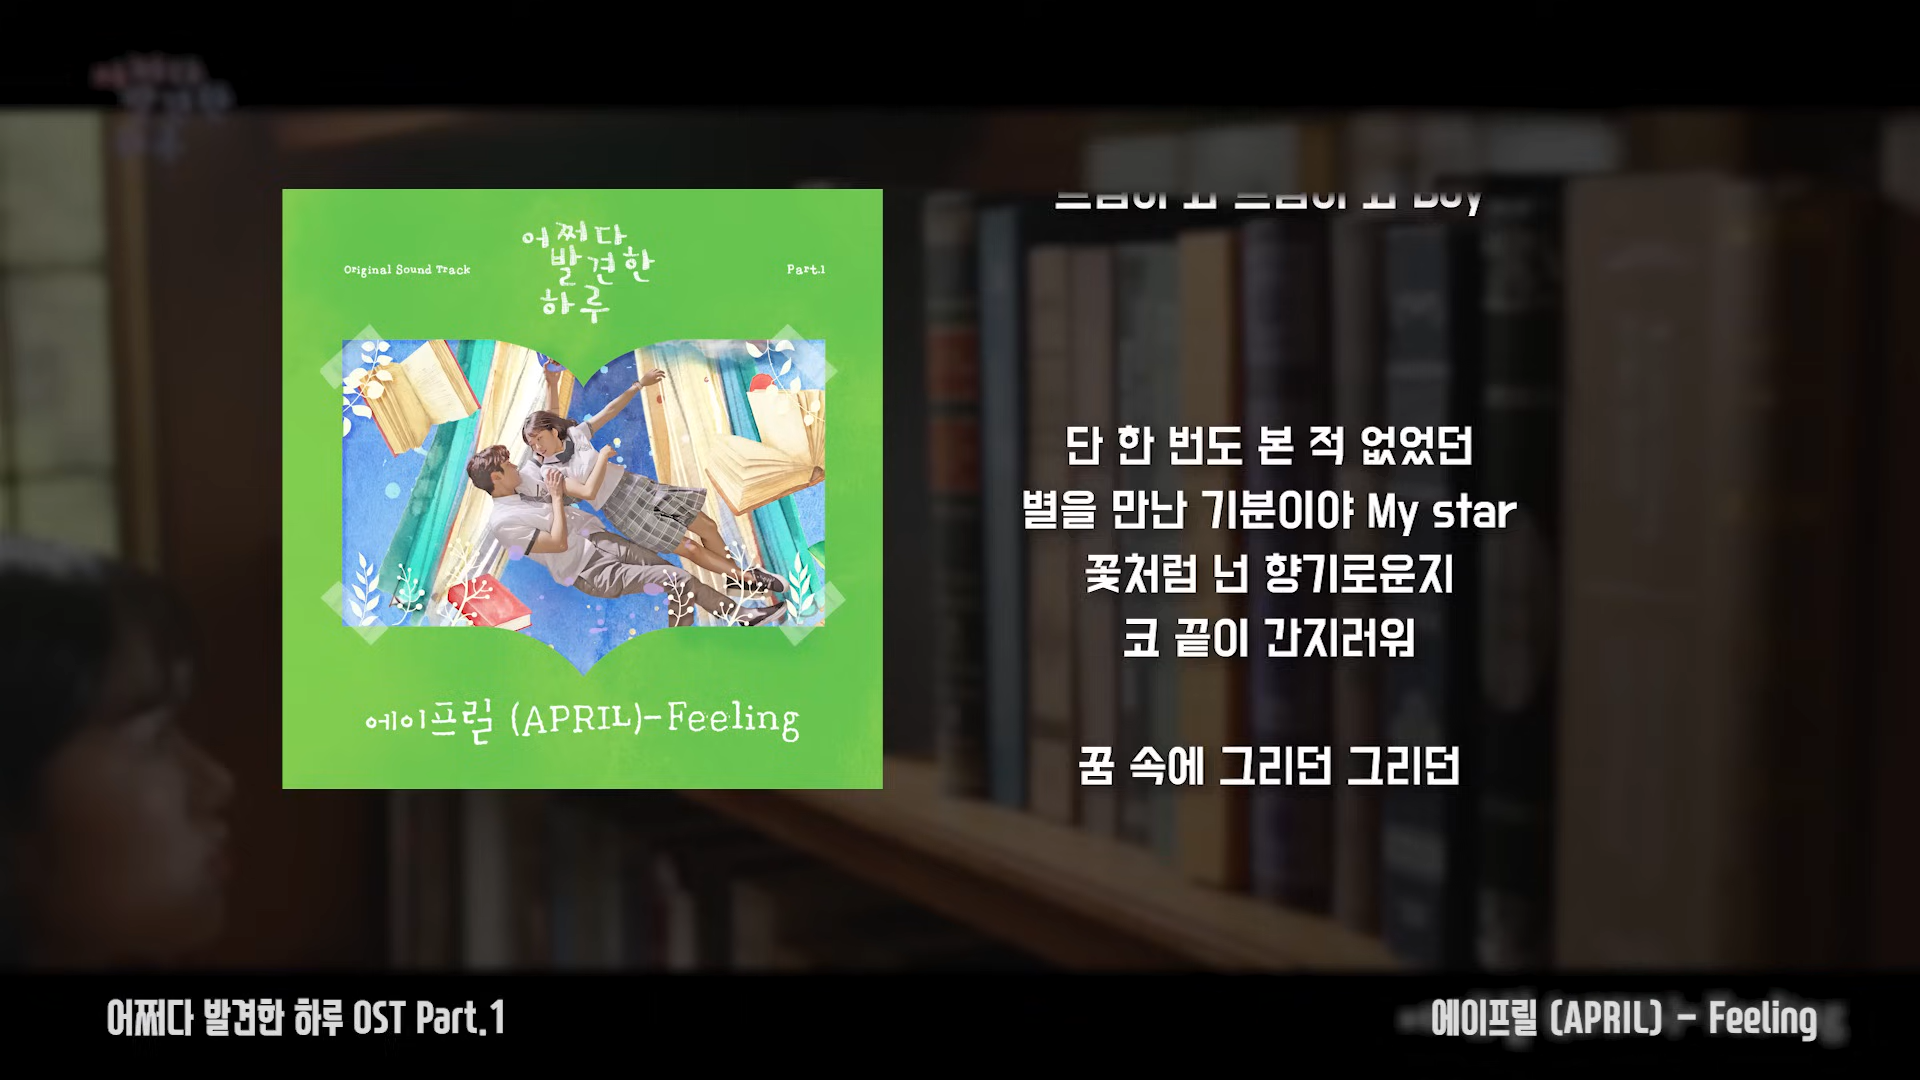 어쩌다
발견한
하루
Original Sound Track
Part.1
에이프릴 (APRIL)-Feeling
Boy
단 한 번도 본 적 없었던
별을 만난 기분이야 My star
꽃처럼 넌 향기로운지
코 끝이 간지러워
꿈 속에 그리던 그리던
어쩌다 발견한 하루 OST Part.1
에이프릴 (APRIL) - Feeling